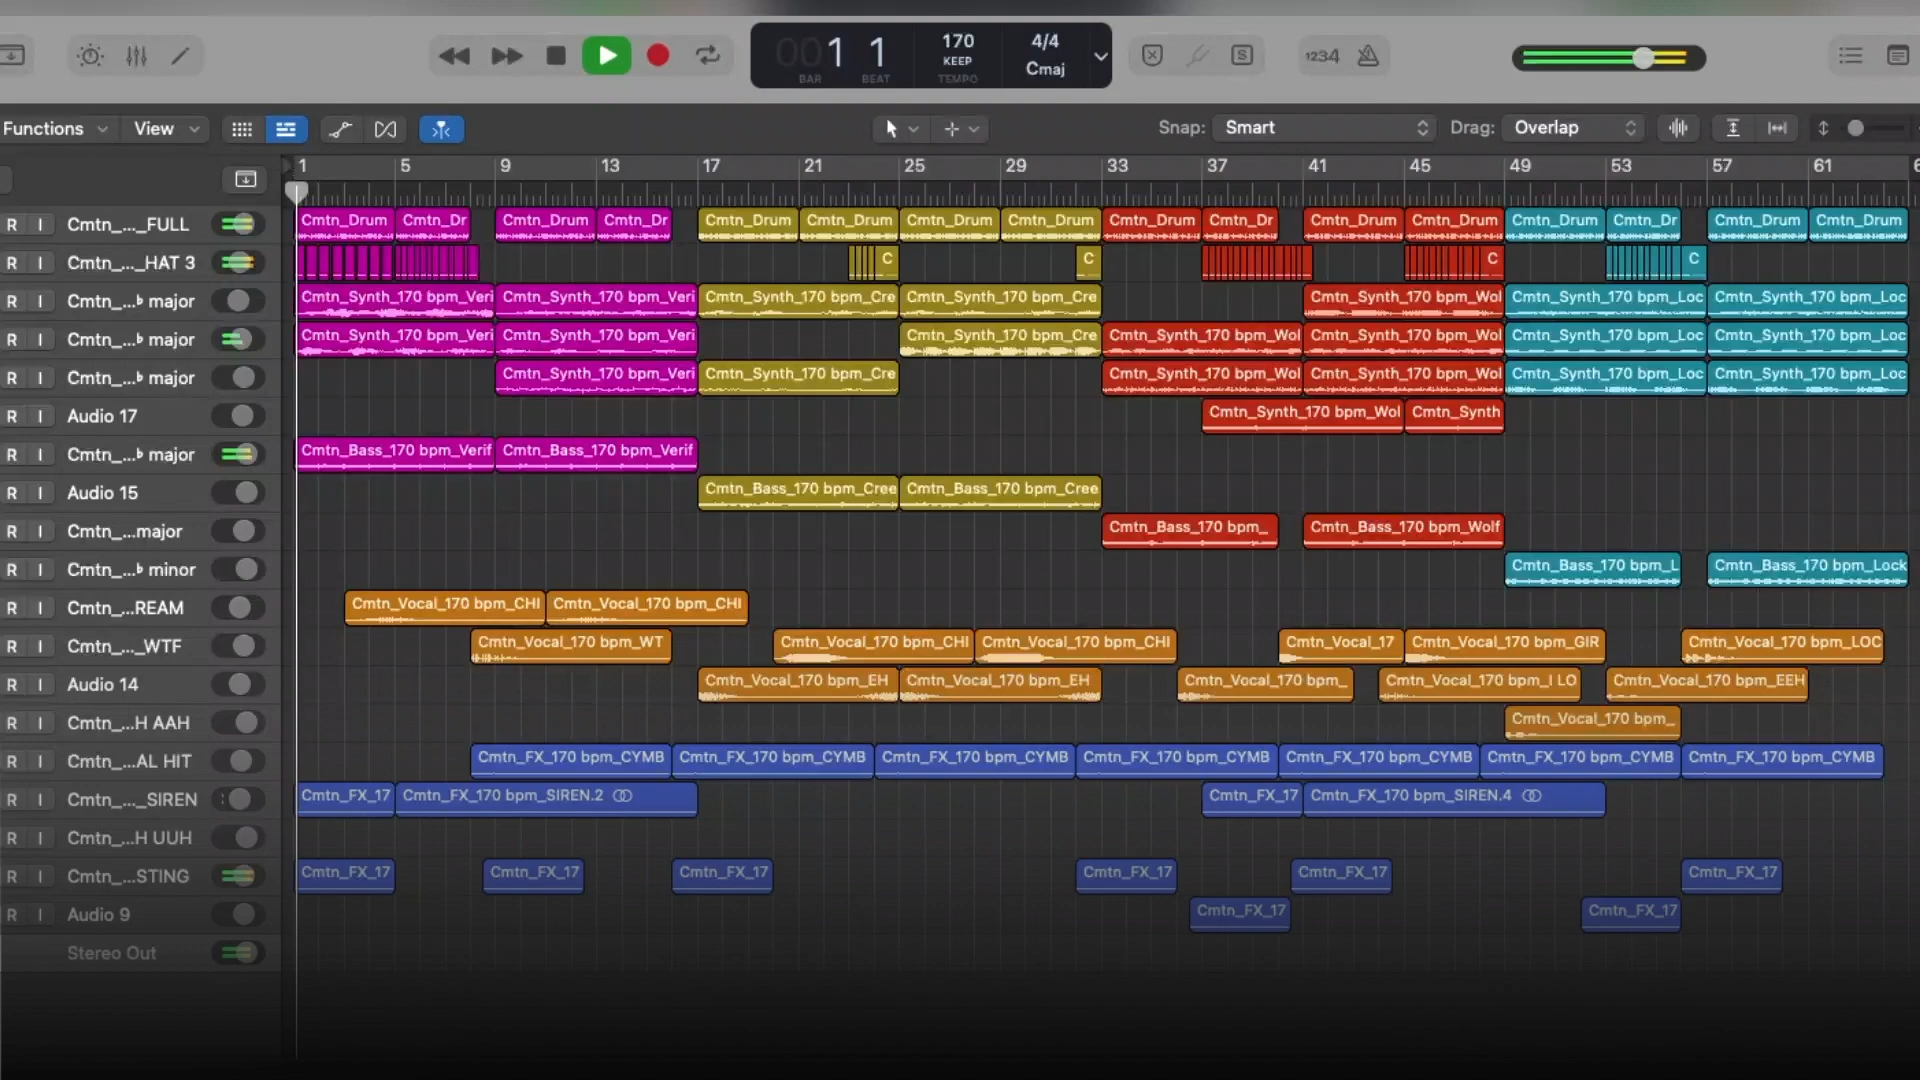 001 1
BAR BEAT
170
KEEP
TEMPO
4/4
Cmaj
S
1234
Functions View
Snap: Smart Drag: Overlap
1 5 9 13 17 21 25 29 33 37 41 45 49 53 57 61
R I Cmtn_..._FULL Cmtn_Drum Cmtn_Dr Cmtn_Drum Cmtn_Dr Cmtn_Drum Cmtn_Drum Cmtn_Drum Cmtn_Drum Cmtn_Drum Cmtn_Dr Cmtn_Drum Cmtn_Drum Cmtn_Drum Cmtn_Dr Cmtn_Drum Cmtn_Drum
R I Cmtn_..._HAT 3 C C C C
R I Cmtn_...♭ major Cmtn_Synth_170 bpm_Veri Cmtn_Synth_170 bpm_Veri Cmtn_Synth_170 bpm_Cre Cmtn_Synth_170 bpm_Cre Cmtn_Synth_170 bpm_Wol Cmtn_Synth_170 bpm_Loc Cmtn_Synth_170 bpm_Loc
R I Cmtn_...♭ major Cmtn_Synth_170 bpm_Veri Cmtn_Synth_170 bpm_Veri Cmtn_Synth_170 bpm_Cre Cmtn_Synth_170 bpm_Wol Cmtn_Synth_170 bpm_Wol Cmtn_Synth_170 bpm_Loc Cmtn_Synth_170 bpm_Loc
R I Cmtn_...♭ major Cmtn_Synth_170 bpm_Veri Cmtn_Synth_170 bpm_Cre Cmtn_Synth_170 bpm_Wol Cmtn_Synth_170 bpm_Wol Cmtn_Synth_170 bpm_Loc Cmtn_Synth_170 bpm_Loc
R I Audio 17 Cmtn_Synth_170 bpm_Wol Cmtn_Synth
R I Cmtn_...♭ major Cmtn_Bass_170 bpm_Verif Cmtn_Bass_170 bpm_Verif
R I Audio 15 Cmtn_Bass_170 bpm_Cree Cmtn_Bass_170 bpm_Cree
R I Cmtn_...major Cmtn_Bass_170 bpm_ Cmtn_Bass_170 bpm_Wolf
R I Cmtn_...♭ minor Cmtn_Bass_170 bpm_L Cmtn_Bass_170 bpm_Lock
R I Cmtn_...REAM Cmtn_Vocal_170 bpm_CHI Cmtn_Vocal_170 bpm_CHI
R I Cmtn_..._WTF Cmtn_Vocal_170 bpm_WT Cmtn_Vocal_170 bpm_CHI Cmtn_Vocal_170 bpm_CHI Cmtn_Vocal_17 Cmtn_Vocal_170 bpm_GIR Cmtn_Vocal_170 bpm_LOC
R I Audio 14 Cmtn_Vocal_170 bpm_EH Cmtn_Vocal_170 bpm_EH Cmtn_Vocal_170 bpm_ Cmtn_Vocal_170 bpm_I LO Cmtn_Vocal_170 bpm_EEH
R I Cmtn_...H AAH Cmtn_Vocal_170 bpm_
R I Cmtn_...AL HIT Cmtn_FX_170 bpm_CYMB Cmtn_FX_170 bpm_CYMB Cmtn_FX_170 bpm_CYMB Cmtn_FX_170 bpm_CYMB Cmtn_FX_170 bpm_CYMB Cmtn_FX_170 bpm_CYMB Cmtn_FX_170 bpm_CYMB
R I Cmtn_..._SIREN Cmtn_FX_17 Cmtn_FX_170 bpm_SIREN.2 Cmtn_FX_17 Cmtn_FX_170 bpm_SIREN.4
R I Cmtn_...H UUH
R I Cmtn_...STING Cmtn_FX_17 Cmtn_FX_17 Cmtn_FX_17 Cmtn_FX_17 Cmtn_FX_17 Cmtn_FX_17
R I Audio 9 Cmtn_FX_17 Cmtn_FX_17
Stereo Out